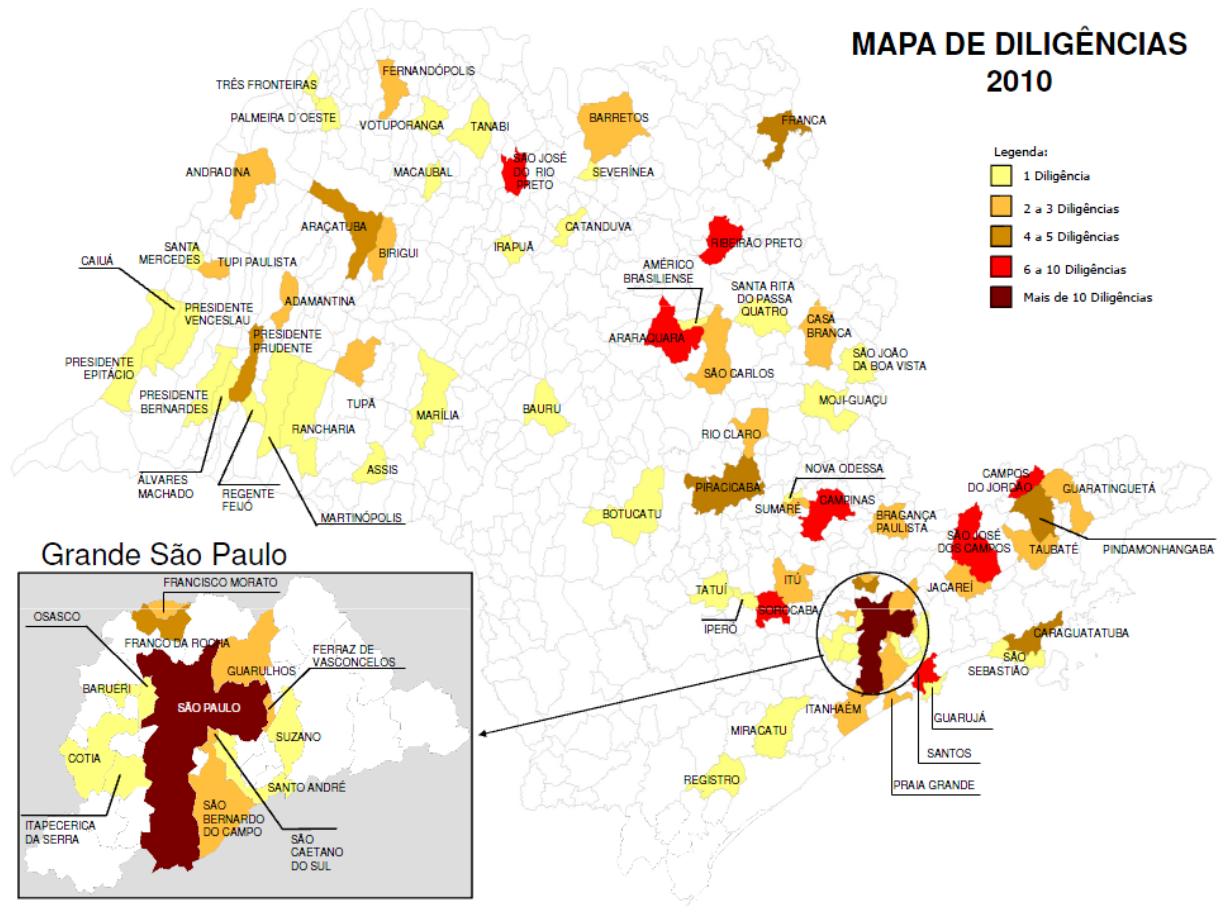 MAPA DE DILIGÊNCIAS
2010
Legenda:
1 Diligência
2 a 3 Diligências
4 a 5 Diligências
6 a 10 Diligências
Mais de 10 Diligências
FERNANDÓPOLIS
TRÊS FRONTEIRAS
PALMEIRA D´OESTE
VOTUPORANGA
TANABI
BARRETOS
FRANCA
ANDRADINA
MACAUBAL
SÃO JOSÉ
DO RIO
PRETO
SEVERÍNEA
ARAÇATUBA
BIRIGUI
IRAPUÃ
CATANDUVA
RIBEIRÃO PRETO
SANTA
MERCEDES
CAIUÁ
TUPI PAULISTA
AMÉRICO
BRASILIENSE
SANTA RITA
DO PASSA
QUATRO
ADAMANTINA
PRESIDENTE
VENCESLAU
CASA
BRANCA
PRESIDENTE
PRUDENTE
ARARAQUARA
SÃO JOÃO
DA BOA VISTA
PRESIDENTE
EPITÁCIO
SÃO CARLOS
PRESIDENTE
BERNARDES
TUPÃ
MARÍLIA
BAURU
MOJI-GUAÇU
RANCHARIA
RIO CLARO
ASSIS
ÁLVARES
MACHADO
REGENTE
FEIJÓ
MARTINÓPOLIS
NOVA ODESSA
PIRACICABA
SUMARÉ
CAMPINAS
CAMPOS
DO JORDÃO
GUARATINGUETÁ
BOTUCATU
BRAGANÇA
PAULISTA
SÃO JOSÉ
DOS CAMPOS
TAUBATÉ
PINDAMONHANGABA
TATUÍ
ITÚ
JACAREÍ
SOROCABA
IPERÓ
CARAGUATATUBA
SÃO
SEBASTIÃO
ITANHAÉM
GUARUJÁ
MIRACATU
SANTOS
REGISTRO
PRAIA GRANDE
Grande São Paulo
FRANCISCO MORATO
OSASCO
FRANCO DA ROCHA
FERRAZ DE
VASCONCELOS
GUARULHOS
BARUERI
SÃO PAULO
SUZANO
COTIA
SANTO ANDRÉ
SÃO
BERNARDO
DO CAMPO
ITAPECERICA
DA SERRA
SÃO
CAETANO
DO SUL